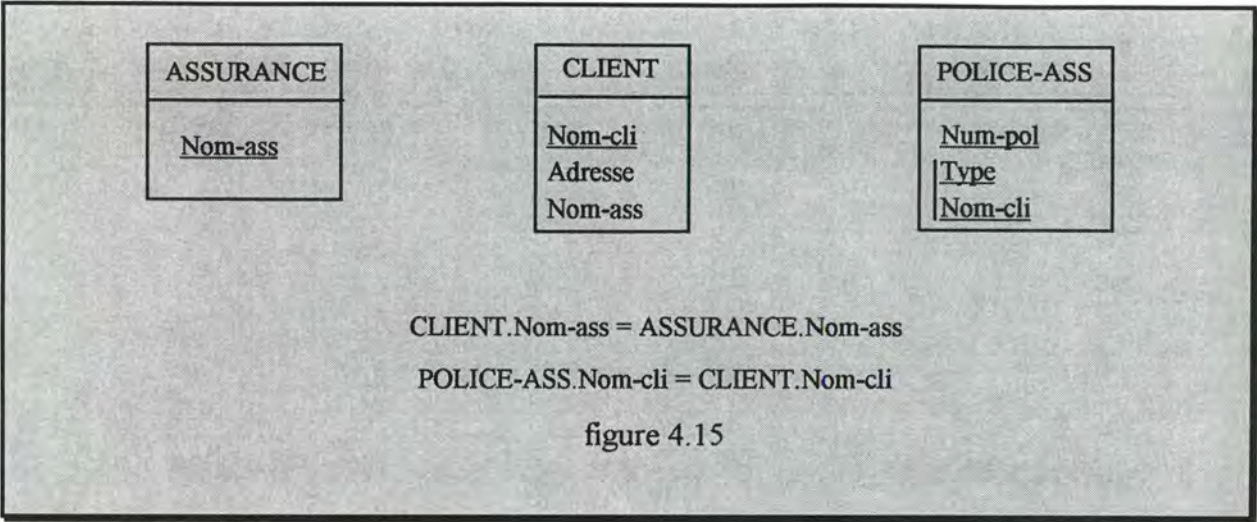 ASSURANCE
Nom-ass
CLIENT
Nom-cli
Adresse
Nom-ass
POLICE-ASS
Num-pol
Type
Nom-cli
CLIENT.Nom-ass = ASSURANCE.Nom-ass
POLICE-ASS.Nom-cli = CLIENT.Nom-cli
figure 4.15